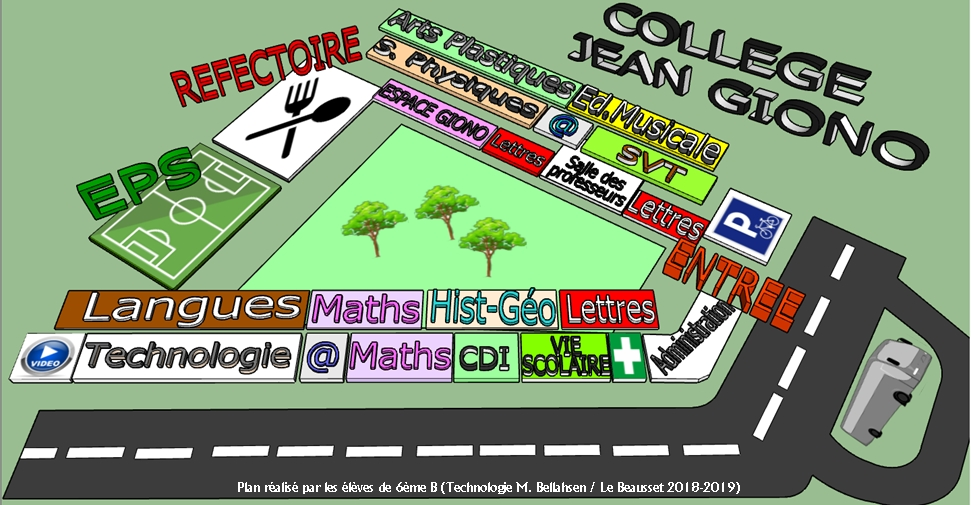 COLLEGE
JEAN GIONO
REFECTOIRE
Arts Plastiques
Ed.Musicale
S. Physiques
@
SVT
ESPACE GIONO
Lettres
Salle des
professeurs
Lettres
P
EPS
ENTREE
Langues
Maths
Hist-Géo
Lettres
VIDEO
Technologie
@
Maths
CDI
VIE
SCOLAIRE
Administration
Plan réalisé par les élèves de 6ème B (Technologie M. Bellahsen / Le Beausset 2018-2019)